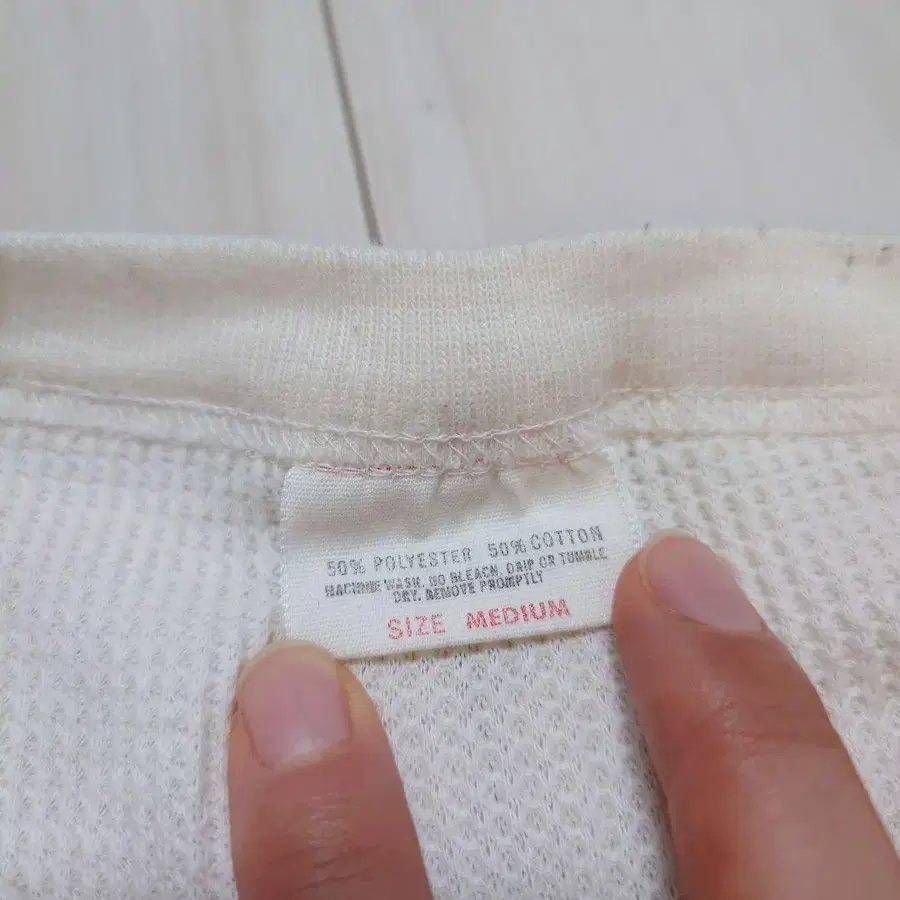 50% POLYESTER 50% COTTON
MACHINE WASH. NO BLEACH. DRIP OR TUMBLE
DRY. REMOVE PROMPTLY
SIZE MEDIUM